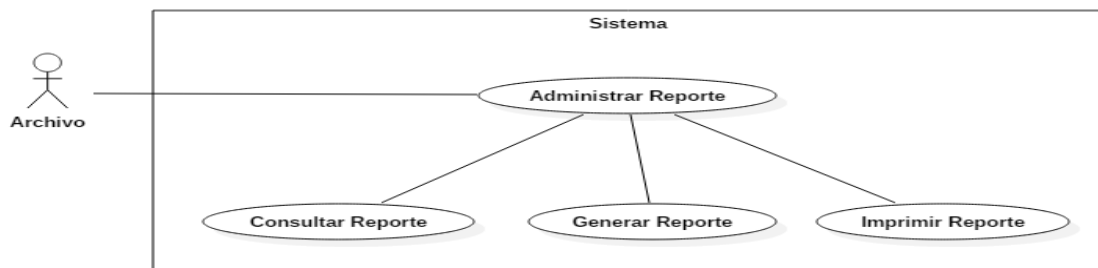 Sistema
Archivo
Administrar Reporte
Consultar Reporte
Generar Reporte
Imprimir Reporte